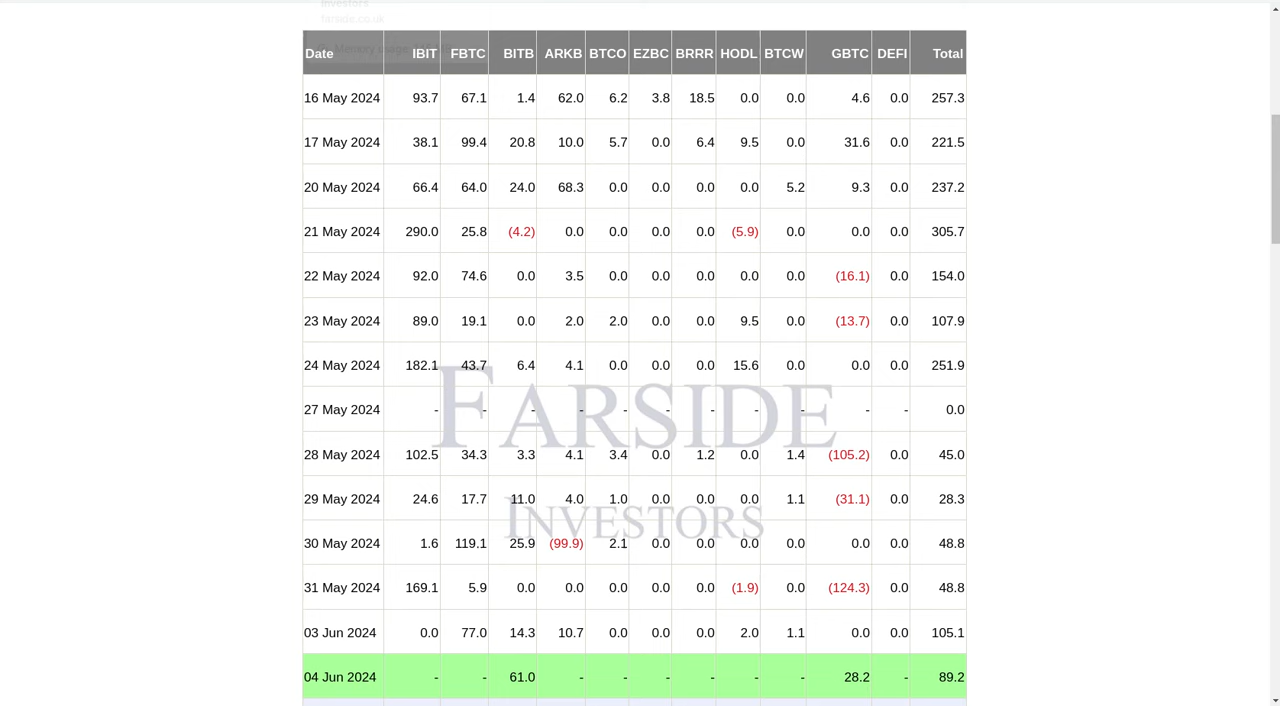 Investors
farside.co.uk
Date IBIT FBTC BITB ARKB BTCO EZBC BRRR HODL BTCW GBTC DEFI Total
16 May 2024 93.7 67.1 1.4 62.0 6.2 3.8 18.5 0.0 0.0 4.6 0.0 257.3
17 May 2024 38.1 99.4 20.8 10.0 5.7 0.0 6.4 9.5 0.0 31.6 0.0 221.5
20 May 2024 66.4 64.0 24.0 68.3 0.0 0.0 0.0 0.0 5.2 9.3 0.0 237.2
21 May 2024 290.0 25.8 (4.2) 0.0 0.0 0.0 0.0 (5.9) 0.0 0.0 0.0 305.7
22 May 2024 92.0 74.6 0.0 3.5 0.0 0.0 0.0 0.0 0.0 (16.1) 0.0 154.0
23 May 2024 89.0 19.1 0.0 2.0 2.0 0.0 0.0 9.5 0.0 (13.7) 0.0 107.9
24 May 2024 182.1 43.7 6.4 4.1 0.0 0.0 0.0 15.6 0.0 0.0 0.0 251.9
27 May 2024 - - - - - - - - - - - 0.0
FARSIDE
28 May 2024 102.5 34.3 3.3 4.1 3.4 0.0 1.2 0.0 1.4 (105.2) 0.0 45.0
29 May 2024 24.6 17.7 11.0 4.0 1.0 0.0 0.0 0.0 1.1 (31.1) 0.0 28.3
INVESTORS
30 May 2024 1.6 119.1 25.9 (99.9) 2.1 0.0 0.0 0.0 0.0 0.0 0.0 48.8
31 May 2024 169.1 5.9 0.0 0.0 0.0 0.0 0.0 (1.9) 0.0 (124.3) 0.0 48.8
03 Jun 2024 0.0 77.0 14.3 10.7 0.0 0.0 0.0 2.0 1.1 0.0 0.0 105.1
04 Jun 2024 - - 61.0 - - - - - - 28.2 - 89.2